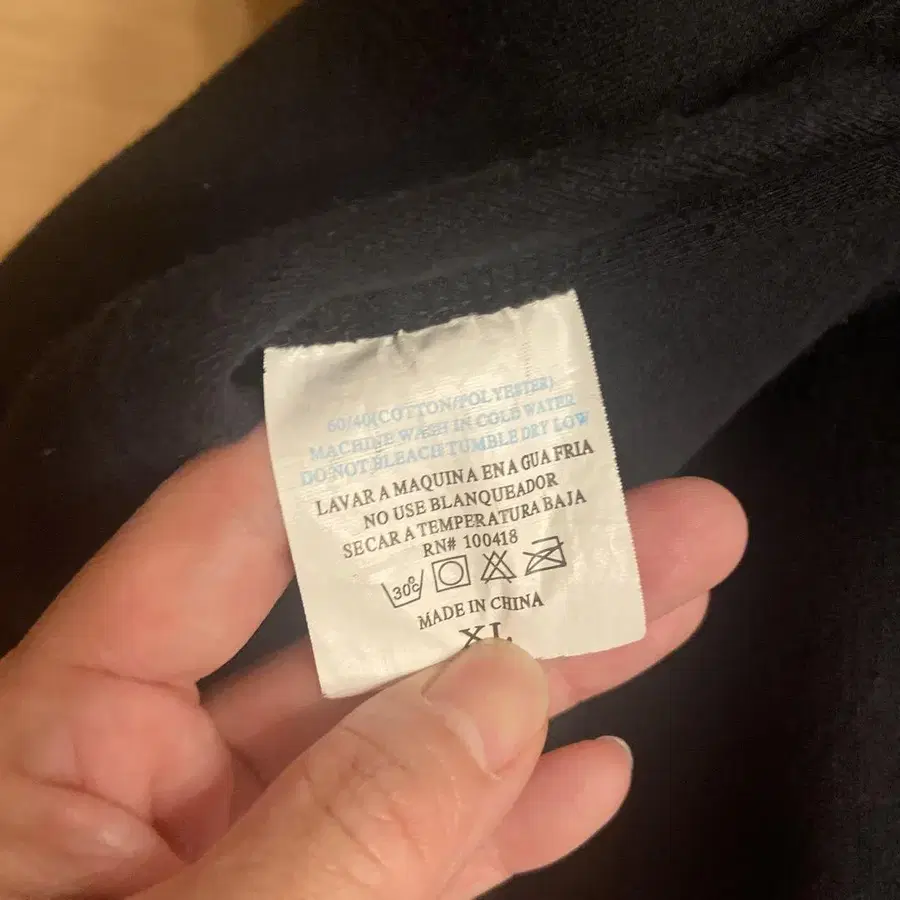 60/40(COTTON/POLYESTER)
MACHINE WASH IN COLD WATER
DO NOT BLEACH TUMBLE DRY LOW
LAVAR A MAQUINA EN A GUA FRIA
NO USE BLANQUEADOR
SECAR A TEMPERATURA BAJA
RN# 100418
30°C
MADE IN CHINA
XL